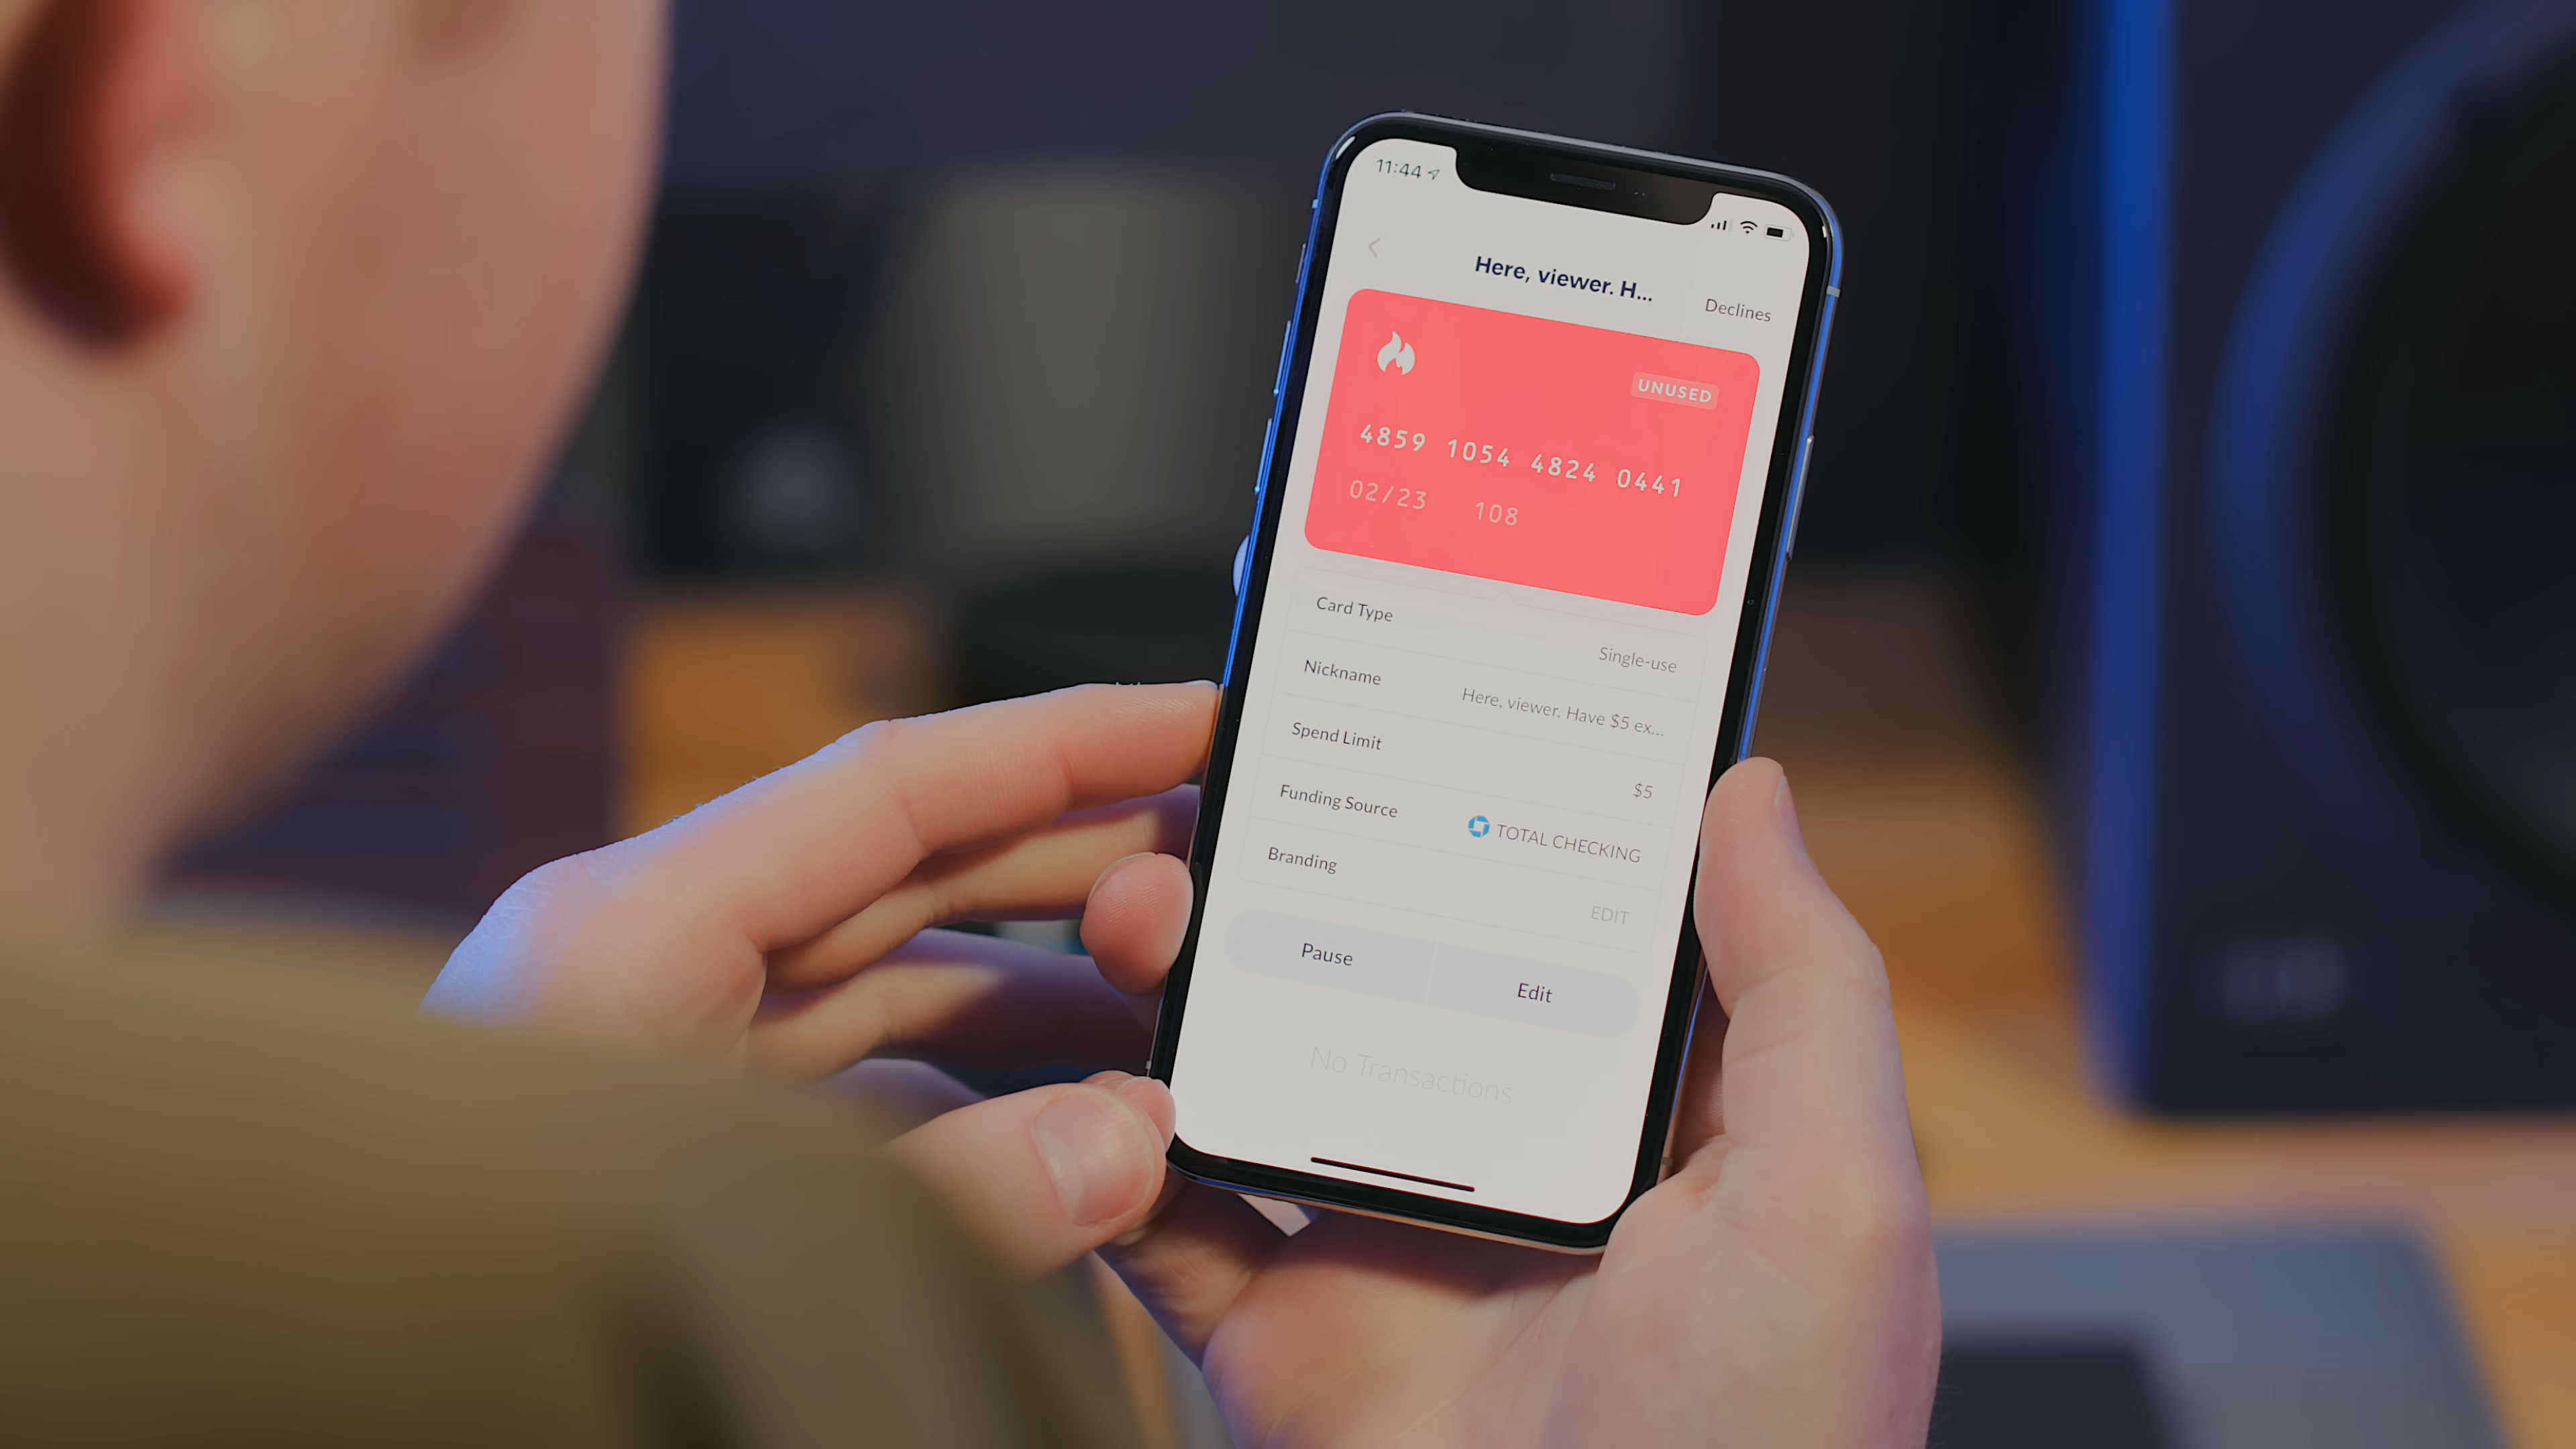 11:44
Here, viewer. H...
Declines
UNUSED
4859 1054 4824 0441
02/23 108
Card Type
Single-use
Nickname
Here, viewer. Have $5 ex...
Spend Limit
$5
Funding Source
TOTAL CHECKING
Branding
EDIT
Pause
Edit
No Transactions